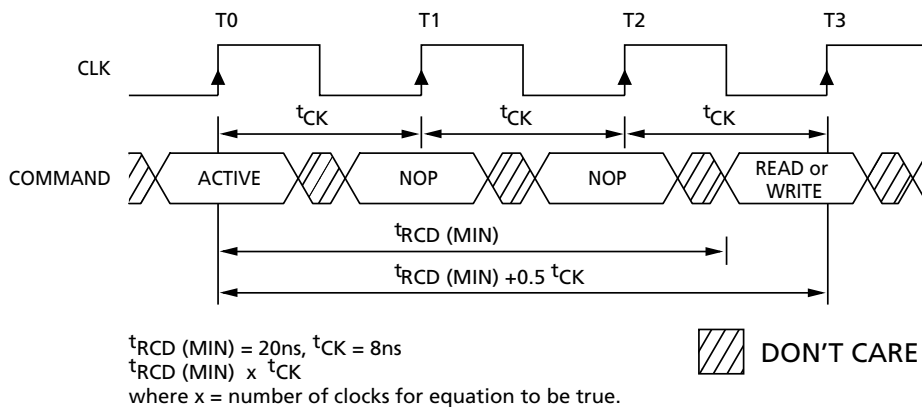 T0 T1 T2 T3
CLK
tCK tCK tCK
COMMAND ACTIVE NOP NOP READ or
WRITE
tRCD (MIN)
tRCD (MIN) +0.5 tCK
tRCD (MIN) = 20ns, tCK = 8ns
tRCD (MIN) x tCK
where x = number of clocks for equation to be true.
DON'T CARE